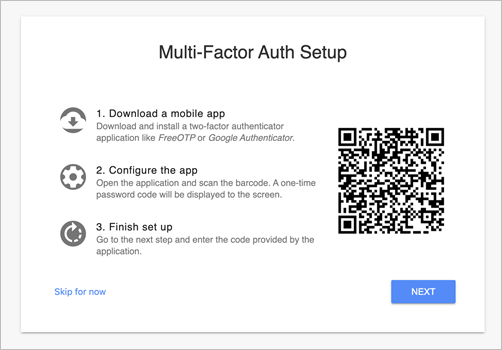 Multi-Factor Auth Setup
1. Download a mobile app
Download and install a two-factor authenticator
application like FreeOTP or Google Authenticator.
2. Configure the app
Open the application and scan the barcode. A one-time
password code will be displayed to the screen.
3. Finish set up
Go to the next step and enter the code provided by the
application.
Skip for now
NEXT